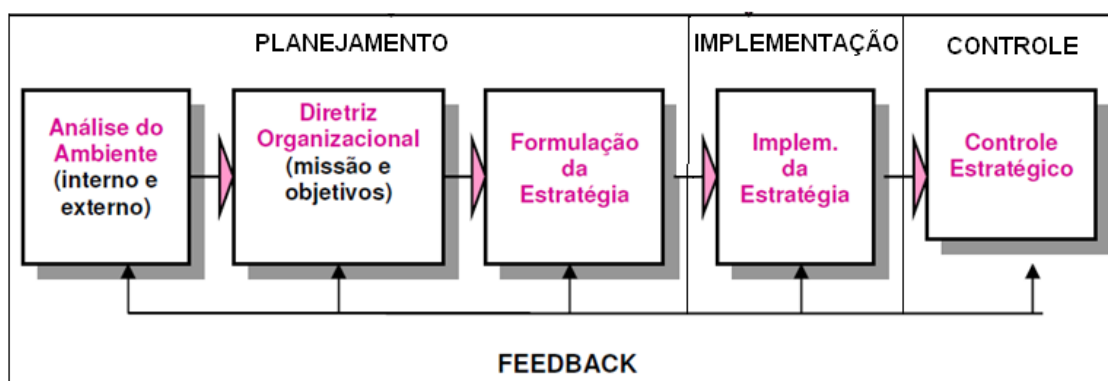 PLANEJAMENTO
IMPLEMENTAÇÃO
CONTROLE
Análise do
Ambiente
(interno e
externo)
Diretriz
Organizacional
(missão e
objetivos)
Formulação
da
Estratégia
Implem.
da
Estratégia
Controle
Estratégico
FEEDBACK